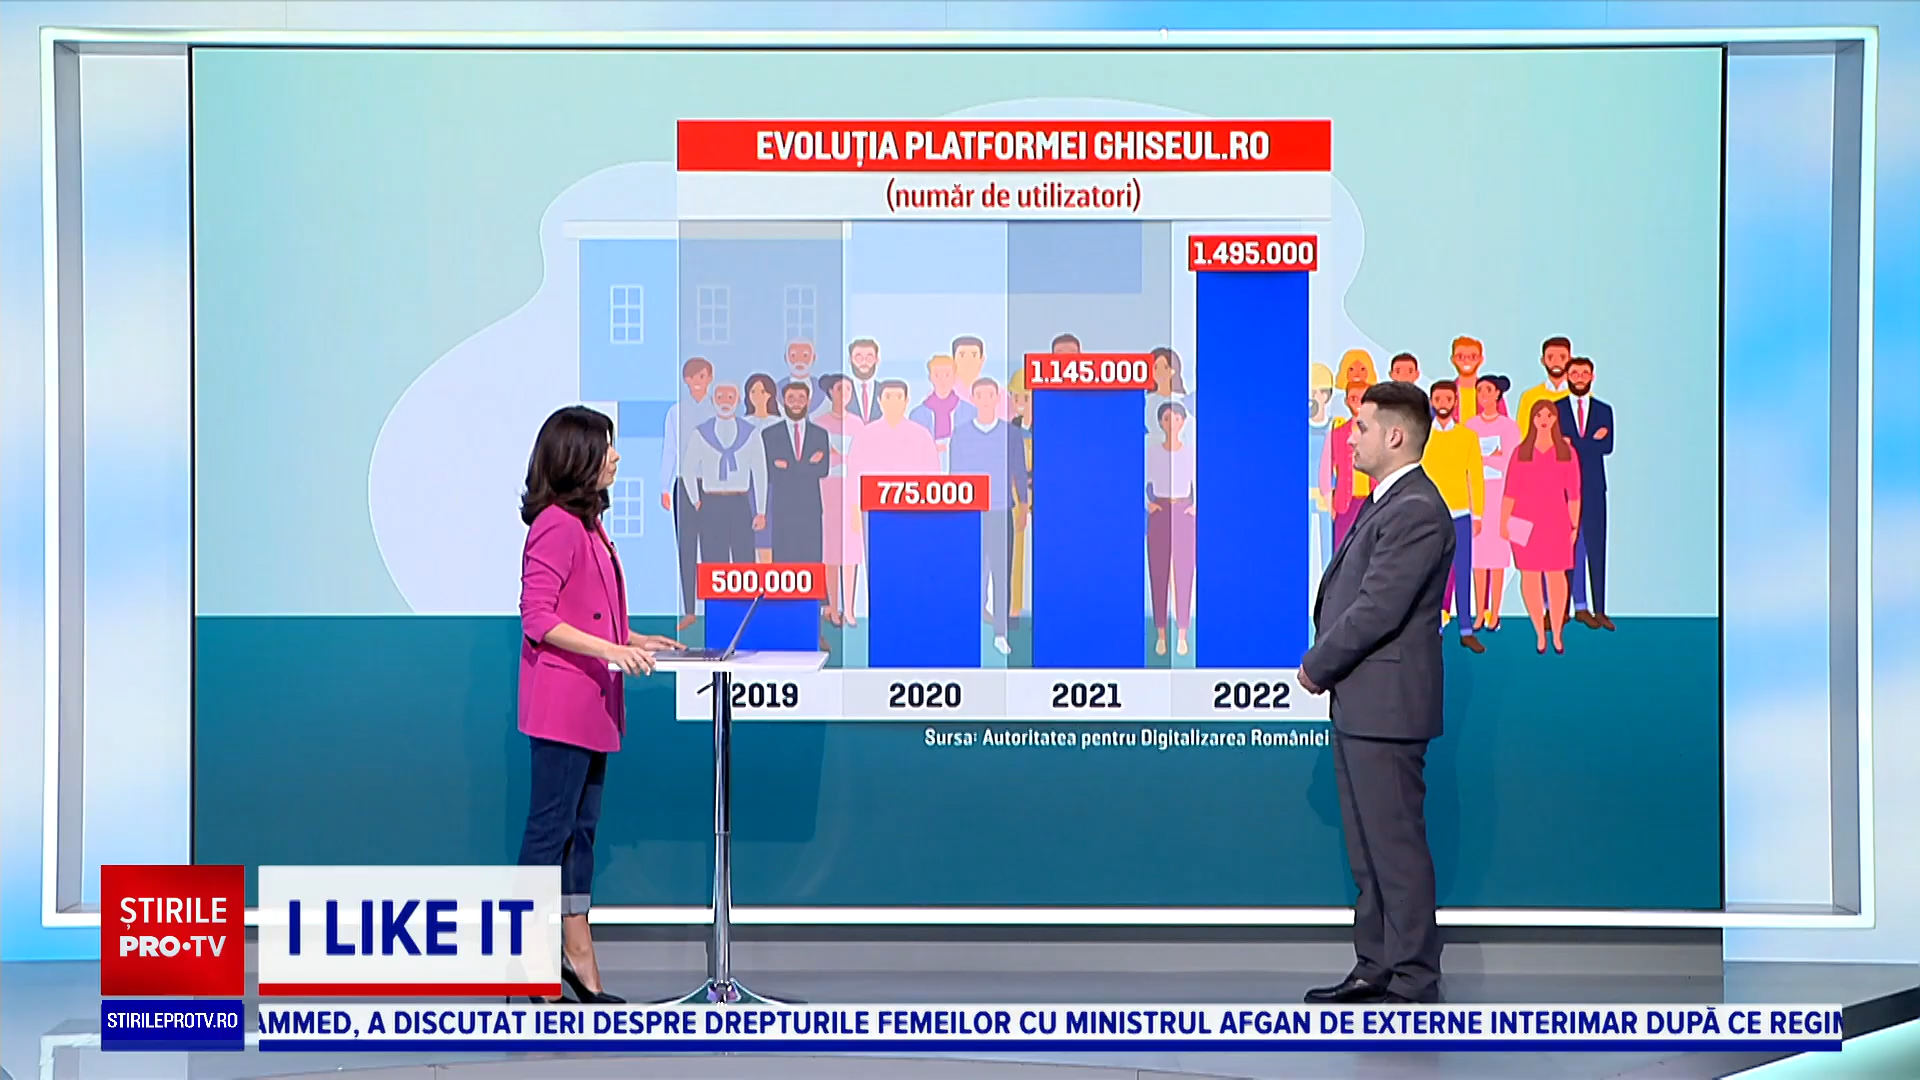 EVOLUȚIA PLATFORMEI GHISEUL.RO
(număr de utilizatori)
1.495.000
1.145.000
775.000
500.000
2019
2020
2021
2022
Sursa: Autoritatea pentru Digitalizarea României
ȘTIRILE
PRO•TV
I LIKE IT
STIRILEPROTV.RO
AMMED, A DISCUTAT IERI DESPRE DREPTURILE FEMEILOR CU MINISTRUL AFGAN DE EXTERNE INTERIMAR DUPĂ CE REGIM